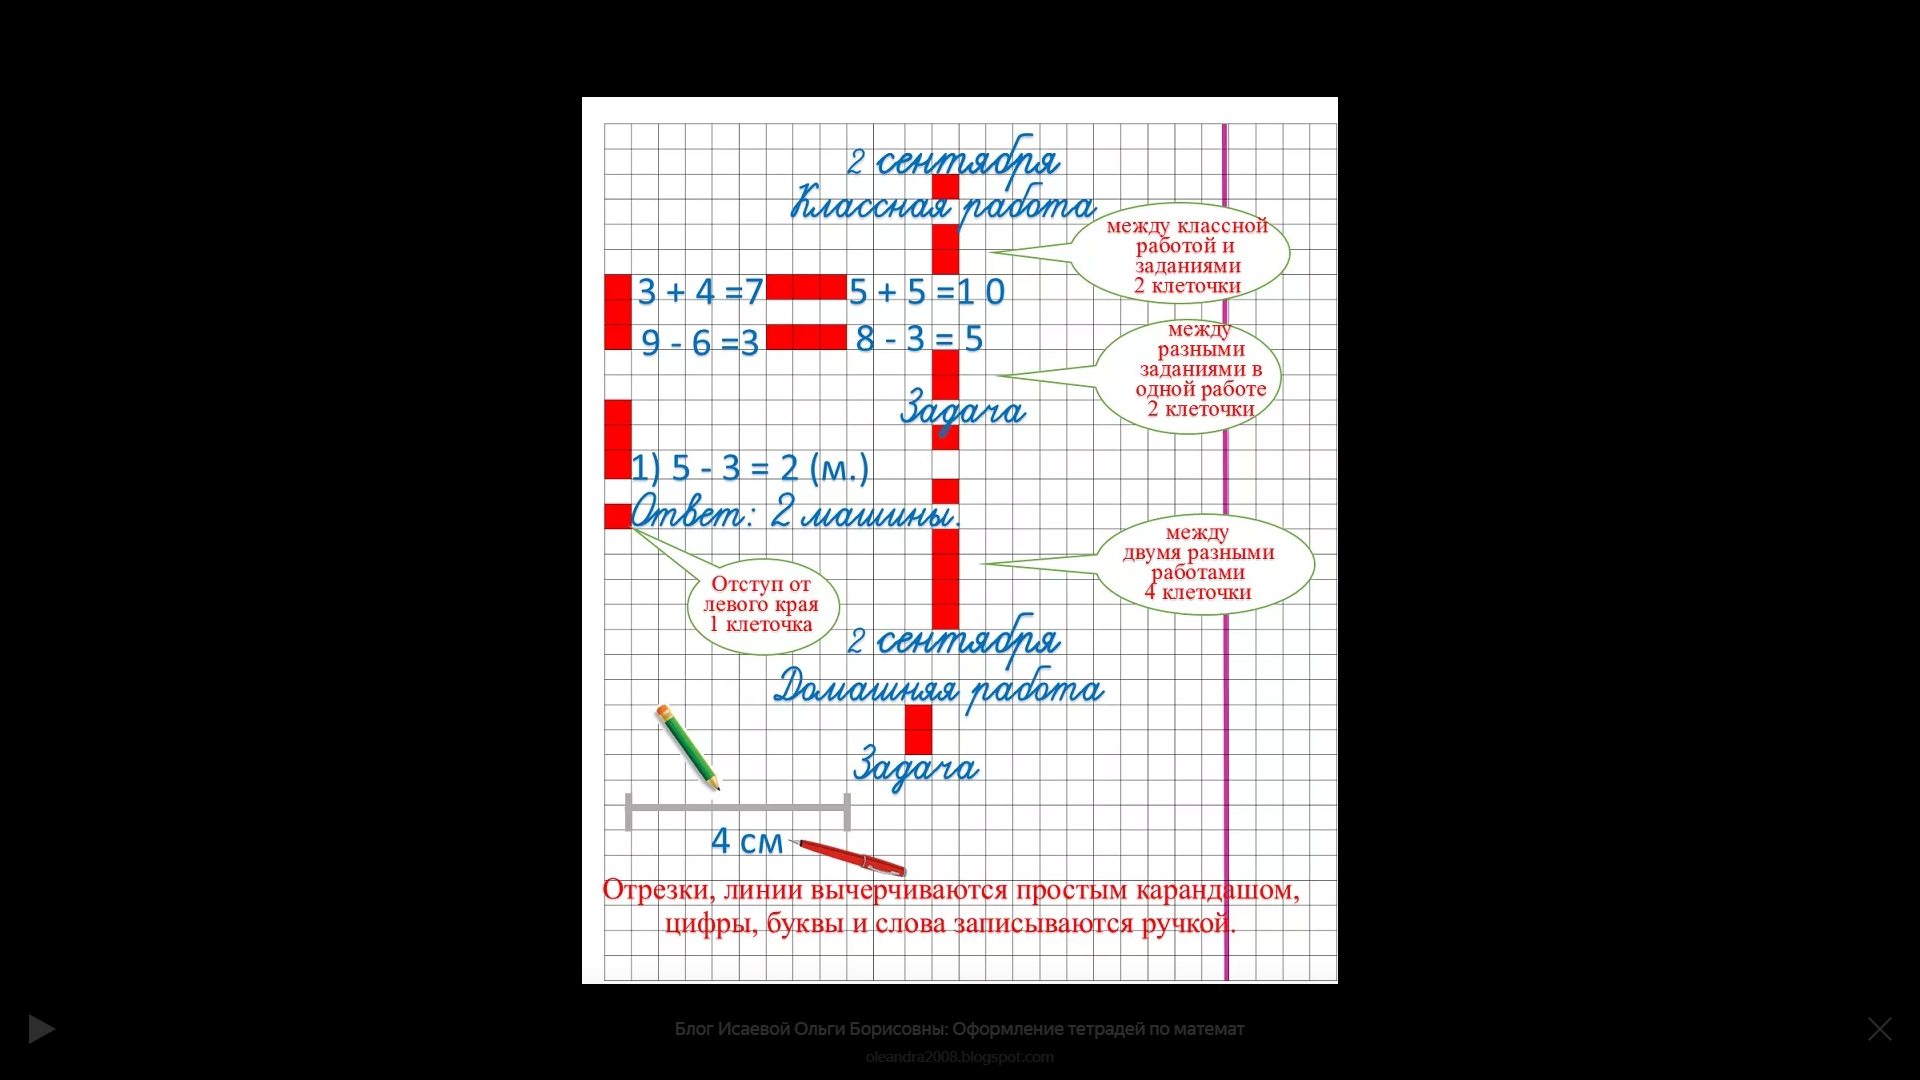 2 сентября
Классная работа
между классной
работой и
заданиями
2 клеточки
3 + 4 =7 5 + 5 =1 0
9 - 6 =3 8 - 3 = 5
между
разными
заданиями в
одной работе
2 клеточки
Задача
1) 5 - 3 = 2 (м.)
Ответ: 2 машины.
между
двумя разными
работами
4 клеточки
Отступ от
левого края
1 клеточка
2 сентября
Домашняя работа
Задача
4 см
Отрезки, линии вычерчиваются простым карандашом,
цифры, буквы и слова записываются ручкой.
Блог Исаевой Ольги Борисовны: Оформление тетрадей по математ
oleandra2008.blogspot.com